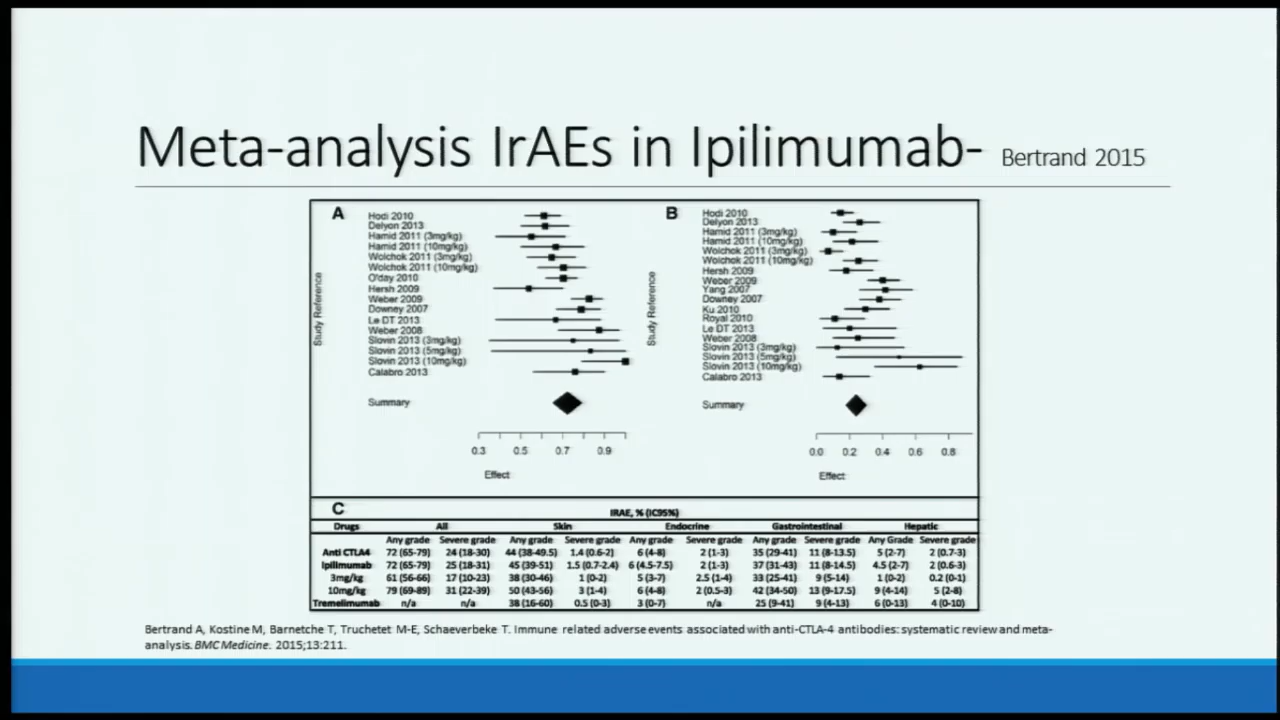 Meta-analysis IrAEs in Ipilimumab- Bertrand 2015
A
Study Reference
Hodi 2010
Delyon 2013
Hamid 2011 (3mg/kg)
Hamid 2011 (10mg/kg)
Wolchok 2011 (3mg/kg)
Wolchok 2011 (10mg/kg)
O'day 2010
Hersh 2009
Weber 2009
Downey 2007
Le DT 2013
Weber 2008
Slovin 2013 (3mg/kg)
Slovin 2013 (5mg/kg)
Slovin 2013 (10mg/kg)
Calabro 2013
Summary
0.3 0.5 0.7 0.9
Effect
B
Study Reference
Hodi 2010
Delyon 2013
Hamid 2011 (3mg/kg)
Hamid 2011 (10mg/kg)
Wolchok 2011 (3mg/kg)
Wolchok 2011 (10mg/kg)
Hersh 2009
Weber 2009
Yang 2007
Downey 2007
Ku 2010
Royal 2010
Le DT 2013
Weber 2008
Slovin 2013 (3mg/kg)
Slovin 2013 (5mg/kg)
Slovin 2013 (10mg/kg)
Calabro 2013
Summary
0.0 0.2 0.4 0.6 0.8
Effect
C
IRAE, % (IC95%)
Drugs All Skin Endocrine Gastrointestinal Hepatic
Any grade Severe grade Any grade Severe grade Any grade Severe grade Any grade Severe grade Any Grade Severe grade
Anti CTLA4 72 (65-79) 24 (18-30) 44 (38-49.5) 1.4 (0.6-2) 6 (4-8) 2 (1-3) 35 (29-41) 11 (8-13.5) 5 (2-7) 2 (0.7-3)
Ipilimumab 72 (65-79) 25 (18-31) 45 (39-51) 1.5 (0.7-2.4) 6 (4.5-7.5) 2 (1-3) 37 (31-43) 11 (8-14.5) 4.5 (2-7) 2 (0.6-3)
3mg/kg 61 (56-66) 17 (10-23) 38 (30-46) 1 (0-2) 5 (3-7) 2.5 (1-4) 33 (25-41) 9 (5-14) 1 (0-2) 0.2 (0-1)
10mg/kg 79 (69-89) 31 (22-39) 50 (43-56) 3 (1-4) 6 (4-8) 2 (0.5-3) 42 (34-50) 13 (9-17.5) 9 (4-14) 5 (2-8)
Tremelimumab n/a n/a 38 (16-60) 0.5 (0-3) 3 (0-7) n/a 25 (9-41) 9 (4-13) 6 (0-13) 4 (0-10)
Bertrand A, Kostine M, Barnetche T, Truchetet M-E, Schaeverbeke T. Immune related adverse events associated with anti-CTLA-4 antibodies: systematic review and meta-
analysis. BMC Medicine. 2015;13:211.